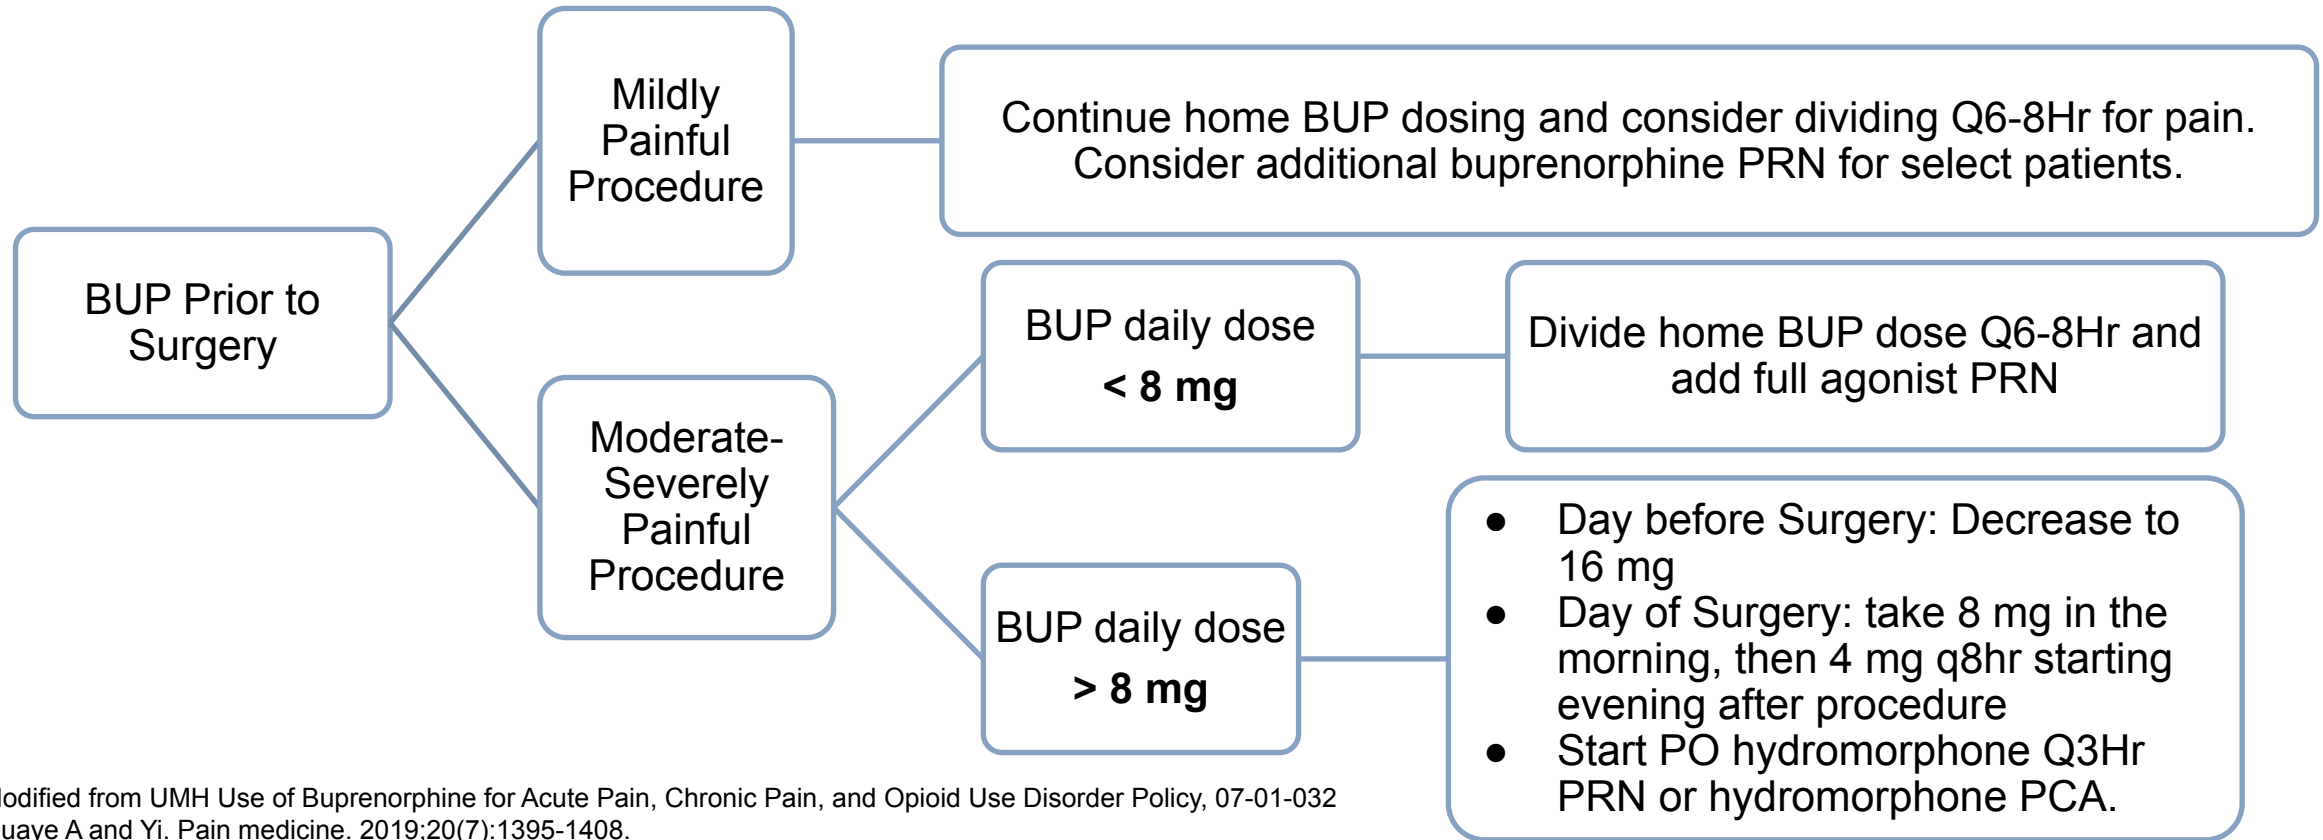 BUP Prior to
Surgery
Mildly
Painful
Procedure
Continue home BUP dosing and consider dividing Q6-8Hr for pain.
Consider additional buprenorphine PRN for select patients.
Moderate-
Severely
Painful
Procedure
BUP daily dose
< 8 mg
Divide home BUP dose Q6-8Hr and
add full agonist PRN
BUP daily dose
> 8 mg
● Day before Surgery: Decrease to
16 mg
● Day of Surgery: take 8 mg in the
morning, then 4 mg q8hr starting
evening after procedure
● Start PO hydromorphone Q3Hr
PRN or hydromorphone PCA.
from UMH Use of Buprenorphine for Acute Pain, Chronic Pain, and Opioid Use Disorder Policy, 07-01-032
A and Yi. Pain medicine. 2019;20(7):1395-1408.